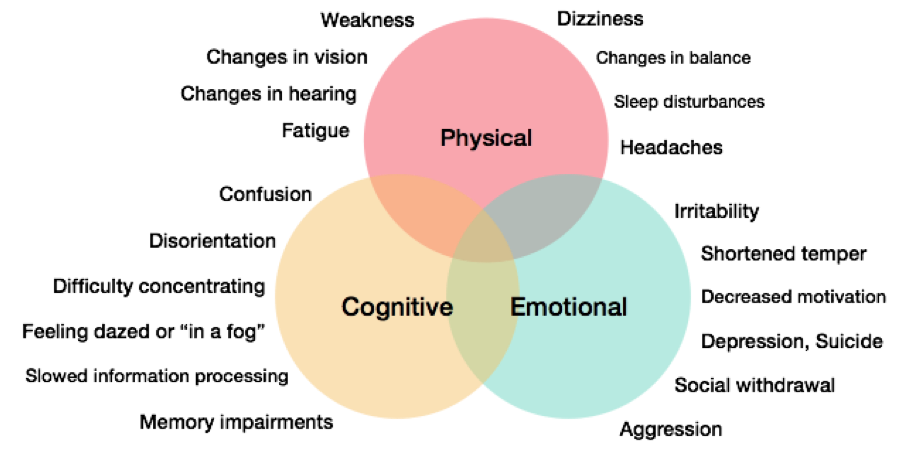 Weakness
Dizziness
Changes in vision
Changes in balance
Changes in hearing
Sleep disturbances
Fatigue
Physical
Headaches
Confusion
Irritability
Disorientation
Shortened temper
Difficulty concentrating
Cognitive
Emotional
Decreased motivation
Feeling dazed or “in a fog”
Depression, Suicide
Slowed information processing
Social withdrawal
Memory impairments
Aggression